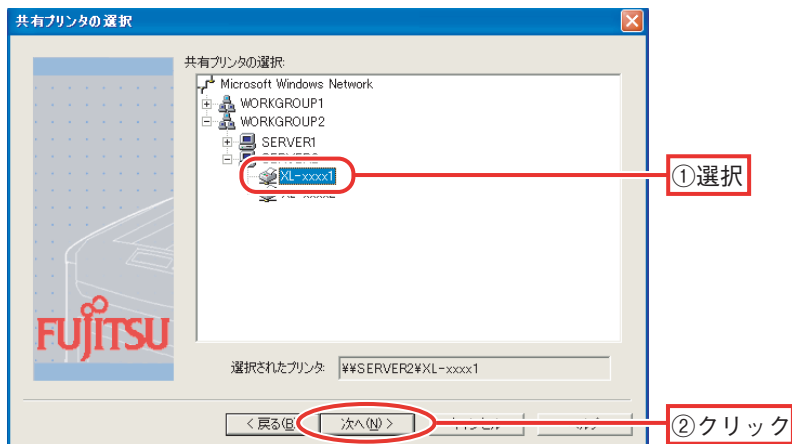 共有プリンタの選択
共有プリンタの選択:
Microsoft Windows Network
WORKGROUP1
WORKGROUP2
SERVER1
XL-xxxx1
①選択
FUJITSU
選択されたプリンタ: ¥¥SERVER2¥XL-xxxx1
< 戻る(B) 次へ(N) >
②クリック